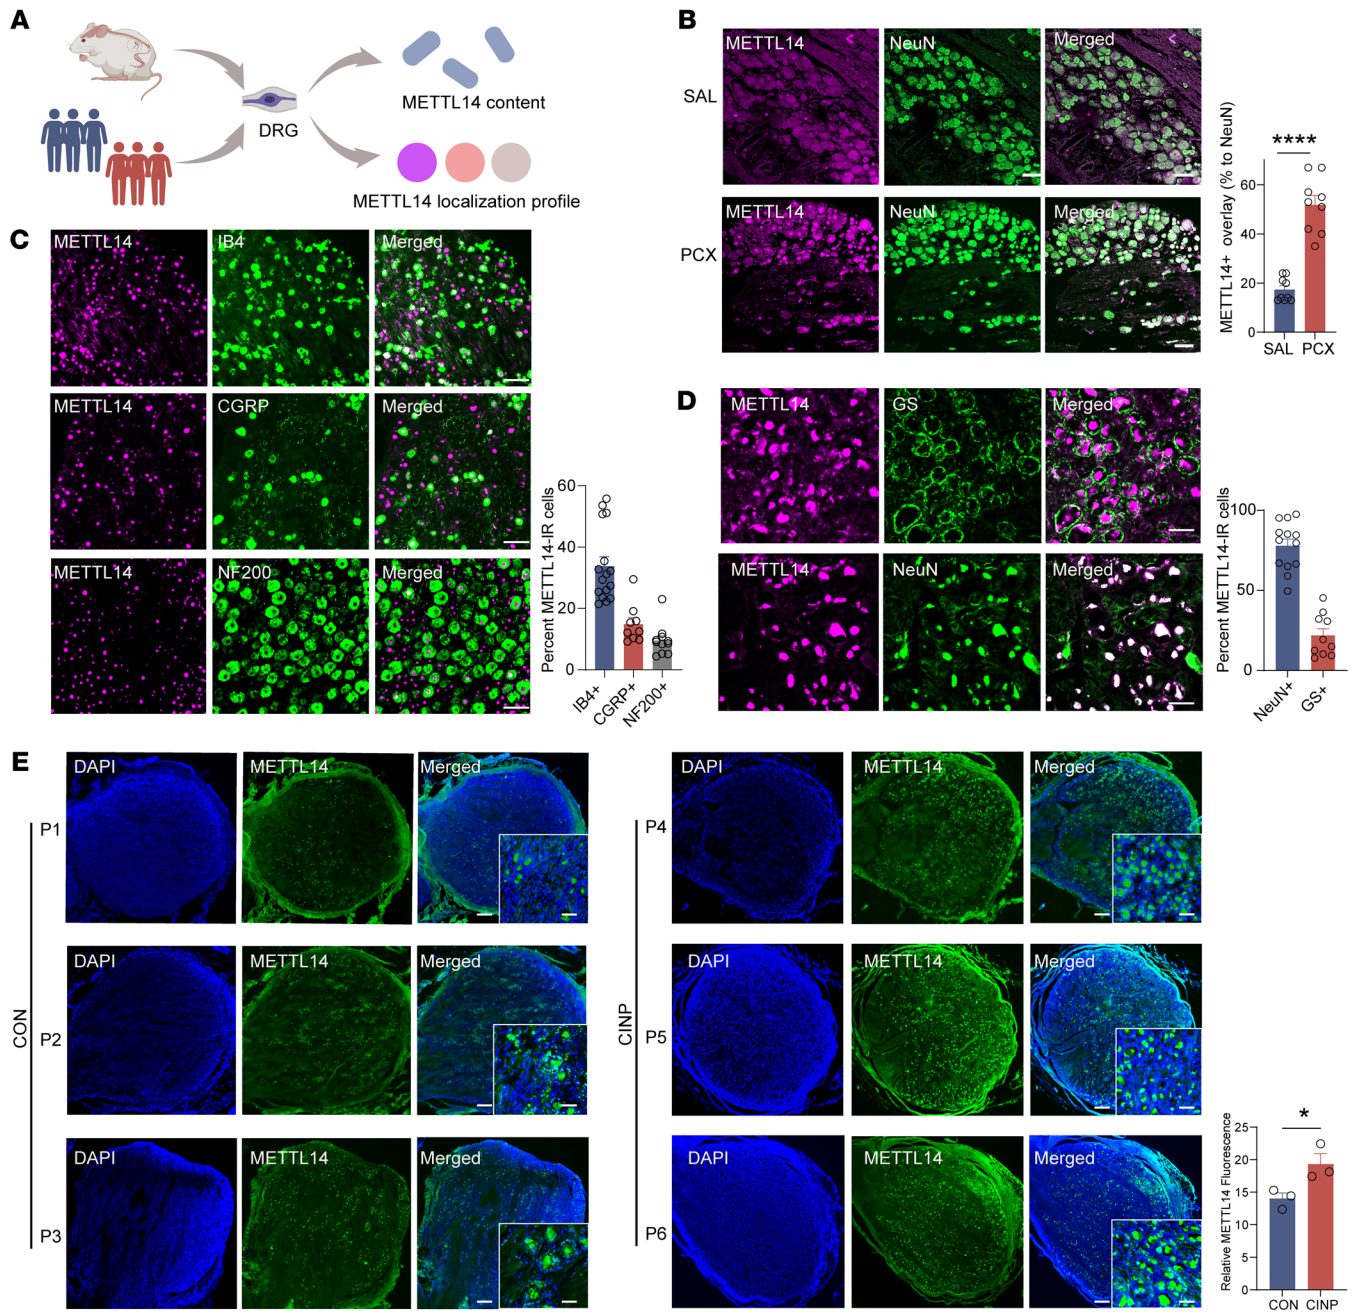 A
METTL14 content
DRG
METTL14 localization profile
B
METTL14 NeuN Merged
SAL
METTL14 NeuN Merged
PCX
METTL14+ overlay (% to NeuN)
****
60
40
20
0
SAL PCX
C
METTL14 IB4 Merged
METTL14 CGRP Merged
METTL14 NF200 Merged
Percent METTL14-IR cells
60
40
20
0
IB4+ CGRP+ NF200+
D
METTL14 GS Merged
METTL14 NeuN Merged
Percent METTL14-IR cells
100
50
0
NeuN+ GS+
E
CON
DAPI METTL14 Merged
P1
DAPI METTL14 Merged
P2
DAPI METTL14 Merged
P3
CINP
DAPI METTL14 Merged
P4
DAPI METTL14 Merged
P5
DAPI METTL14 Merged
P6
Relative METTL14 Fluorescence
*
25
20
15
10
5
0
CON CINP